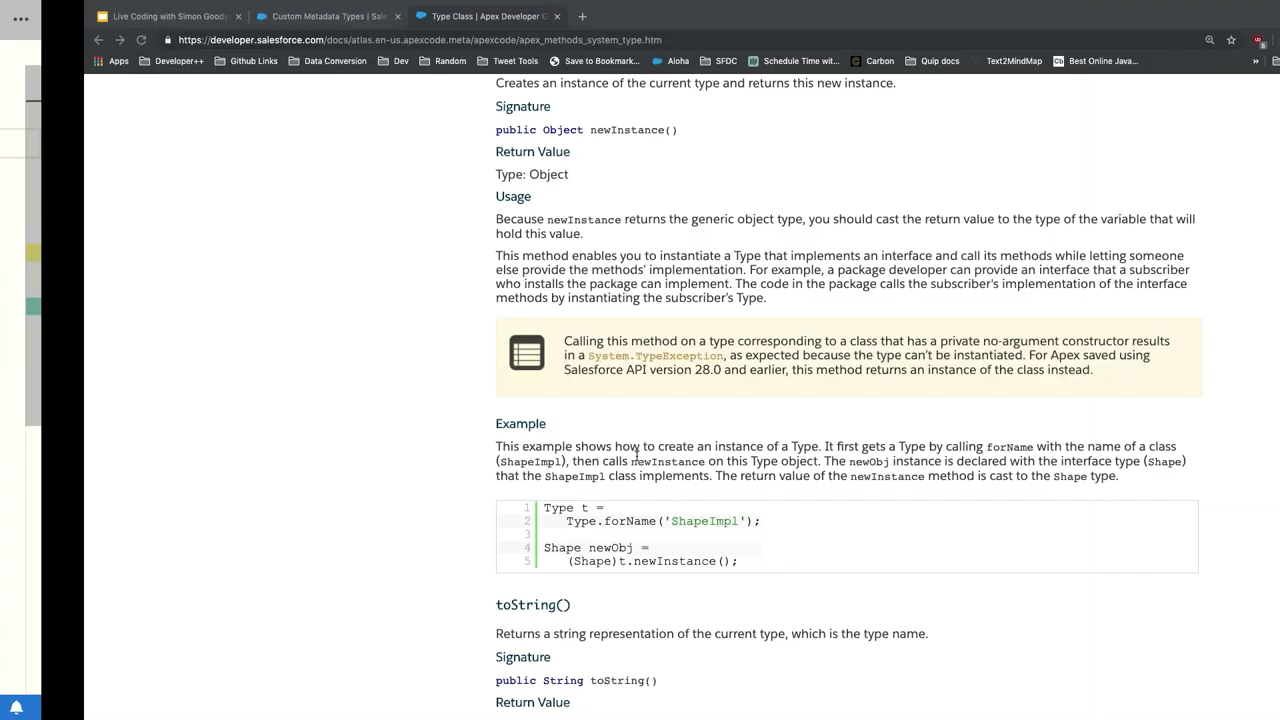 Live Coding with Simon Goody
Custom Metadata Types | Sale
Type Class | Apex Developer G
https://developer.salesforce.com/docs/atlas.en-us.apexcode.meta/apexcode/apex_methods_system_type.htm
Apps Developer++ Github Links Data Conversion Dev Random Tweet Tools Save to Bookmark... Aloha SFDC Schedule Time wit... Carbon Quip docs Text2MindMap Best Online Java... »
Creates an instance of the current type and returns this new instance.
Signature
public Object newInstance()
Return Value
Type: Object
Usage
Because newInstance returns the generic object type, you should cast the return value to the type of the variable that will
hold this value.
This method enables you to instantiate a Type that implements an interface and call its methods while letting someone
else provide the methods' implementation. For example, a package developer can provide an interface that a subscriber
who installs the package can implement. The code in the package calls the subscriber's implementation of the interface
methods by instantiating the subscriber's Type.
Calling this method on a type corresponding to a class that has a private no-argument constructor results
in a System.TypeException, as expected because the type can't be instantiated. For Apex saved using
Salesforce API version 28.0 and earlier, this method returns an instance of the class instead.
Example
This example shows how to create an instance of a Type. It first gets a Type by calling forName with the name of a class
(ShapeImpl), then calls newInstance on this Type object. The newObj instance is declared with the interface type (Shape)
that the ShapeImpl class implements. The return value of the newInstance method is cast to the Shape type.
1 Type t =
2 Type.forName('ShapeImpl');
3
4 Shape newObj =
5 (Shape)t.newInstance();
toString()
Returns a string representation of the current type, which is the type name.
Signature
public String toString()
Return Value